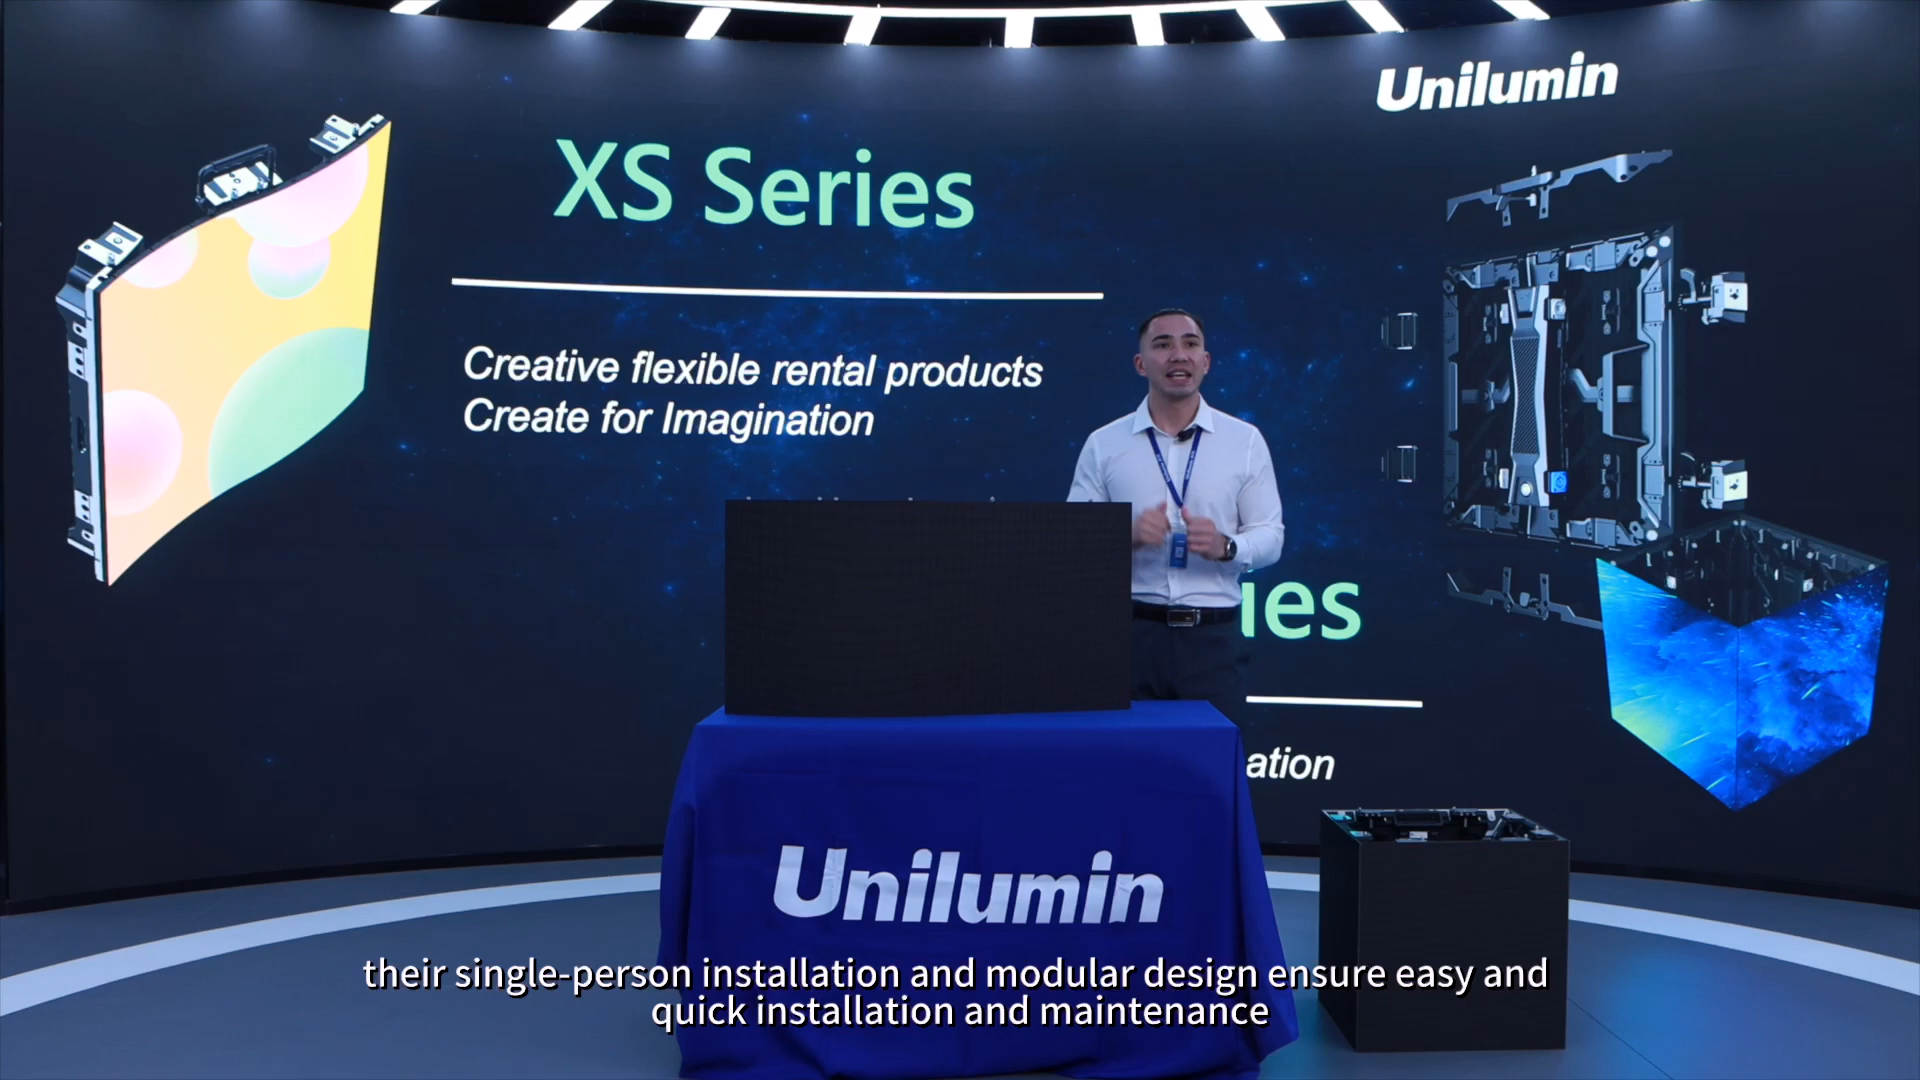 Unilumin
XS Series
Creative flexible rental products
Create for Imagination
ies
ation
Unilumin
their single-person installation and modular design ensure easy and
quick installation and maintenance